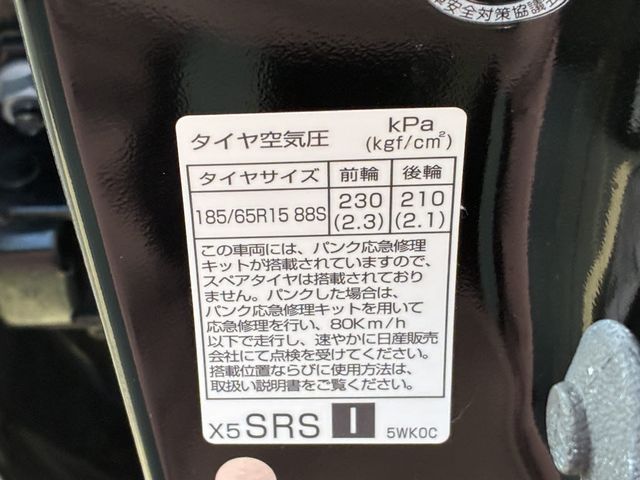 安全対策協議会
タイヤ空気圧 kPa
(kgf/cm²)
タイヤサイズ 前輪 後輪
185/65R15 88S 230 210
(2.3) (2.1)
この車両には、パンク応急修理
キットが搭載されていますので、
スペアタイヤは搭載されており
ません。パンクした場合は、
パンク応急修理キットを用いて
応急修理を行い、80Km/h
以下で走行し、速やかに日産販売
会社にて点検を受けてください。
搭載位置ならびに使用方法は、
取扱い説明書をご覧ください。
X5 SRS I 5WK0C